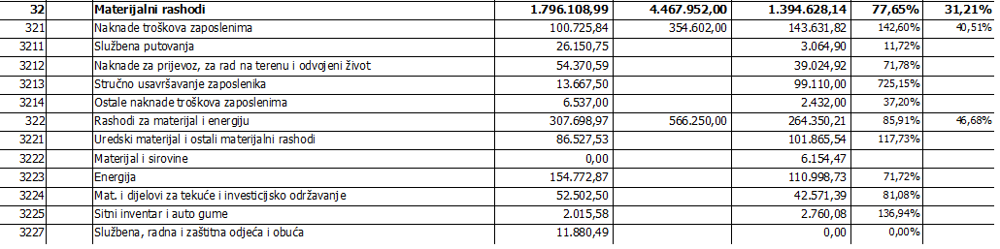 32 Materijalni rashodi 1.796.108,99 4.467.952,00 1.394.628,14 77,65% 31,21%
321 Naknade troškova zaposlenima 100.725,84 354.602,00 143.631,82 142,60% 40,51%
3211 Službena putovanja 26.150,75 3.064,90 11,72%
3212 Naknade za prijevoz, za rad na terenu i odvojeni život 54.370,59 39.024,92 71,78%
3213 Stručno usavršavanje zaposlenika 13.667,50 99.110,00 725,15%
3214 Ostale naknade troškova zaposlenima 6.537,00 2.432,00 37,20%
322 Rashodi za materijal i energiju 307.698,97 566.250,00 264.350,21 85,91% 46,68%
3221 Uredski materijal i ostali materijalni rashodi 86.527,53 101.865,54 117,73%
3222 Materijal i sirovine 0,00 6.154,47
3223 Energija 154.772,87 110.998,73 71,72%
3224 Mat. i dijelovi za tekuće i investicijsko održavanje 52.502,50 42.571,39 81,08%
3225 Sitni inventar i auto gume 2.015,58 2.760,08 136,94%
3227 Službena, radna i zaštitna odjeća i obuća 11.880,49 0,00 0,00%